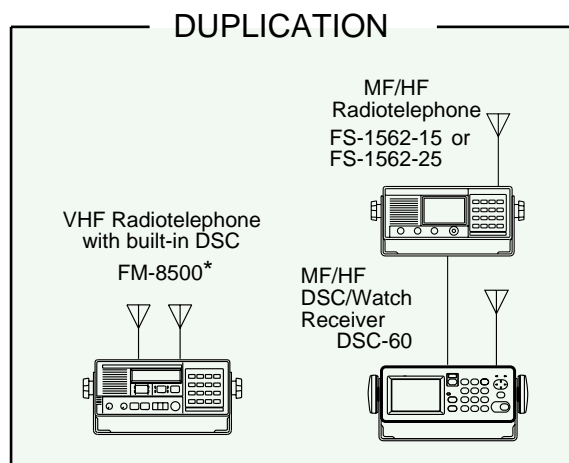 DUPLICATION
MF/HF
Radiotelephone
FS-1562-15 or
FS-1562-25
VHF Radiotelephone
with built-in DSC
FM-8500*
MF/HF
DSC/Watch
Receiver
DSC-60